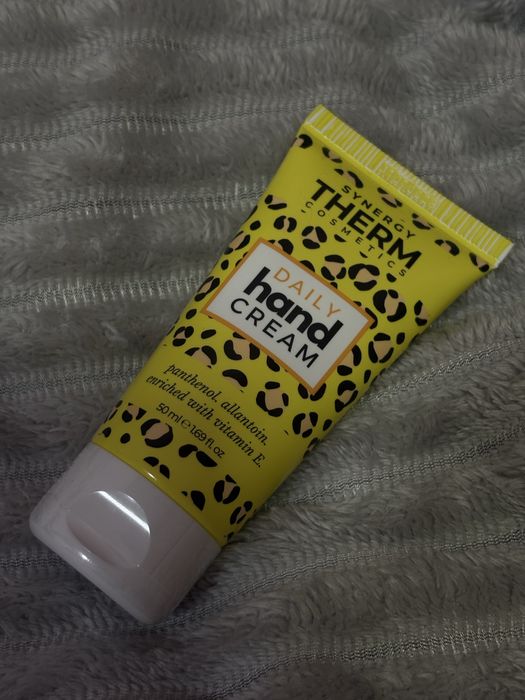 SYNERGY
THERM
COSMETICS
DAILY
hand
CREAM
panthenol, allantoin,
enriched with vitamin E.
50 ml ℮ 1.69 fl. oz